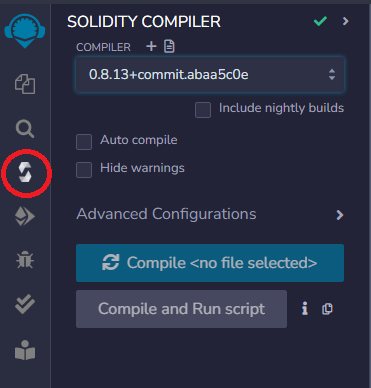 SOLIDITY COMPILER
COMPILER
0.8.13+commit.abaa5c0e
Include nightly builds
Auto compile
Hide warnings
Advanced Configurations
Compile <no file selected>
Compile and Run script